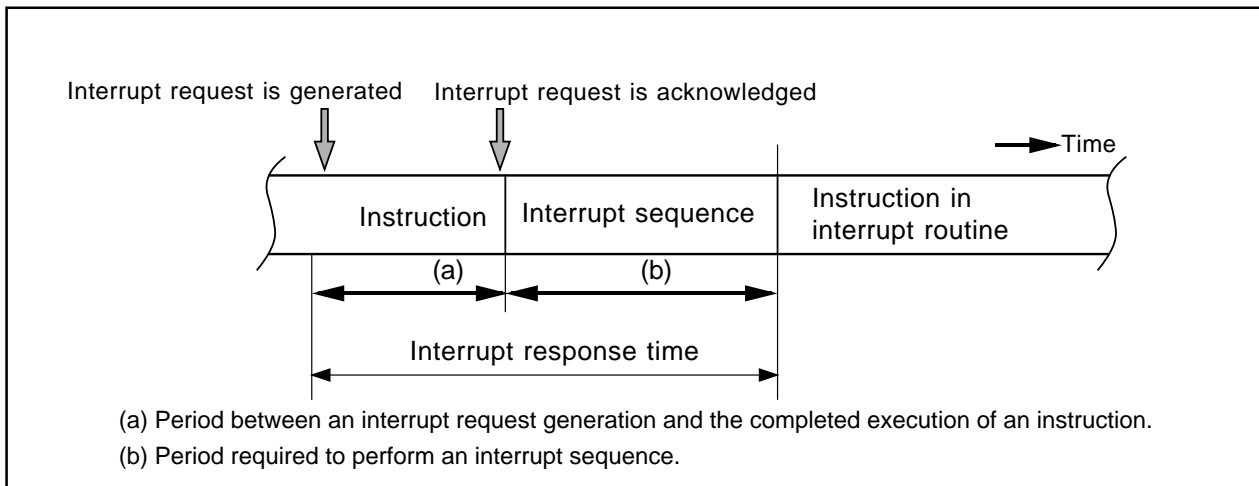 Interrupt request is generated
Interrupt request is acknowledged
Time
Instruction
Interrupt sequence
Instruction in
interrupt routine
(a)
(b)
Interrupt response time
(a) Period between an interrupt request generation and the completed execution of an instruction.
(b) Period required to perform an interrupt sequence.